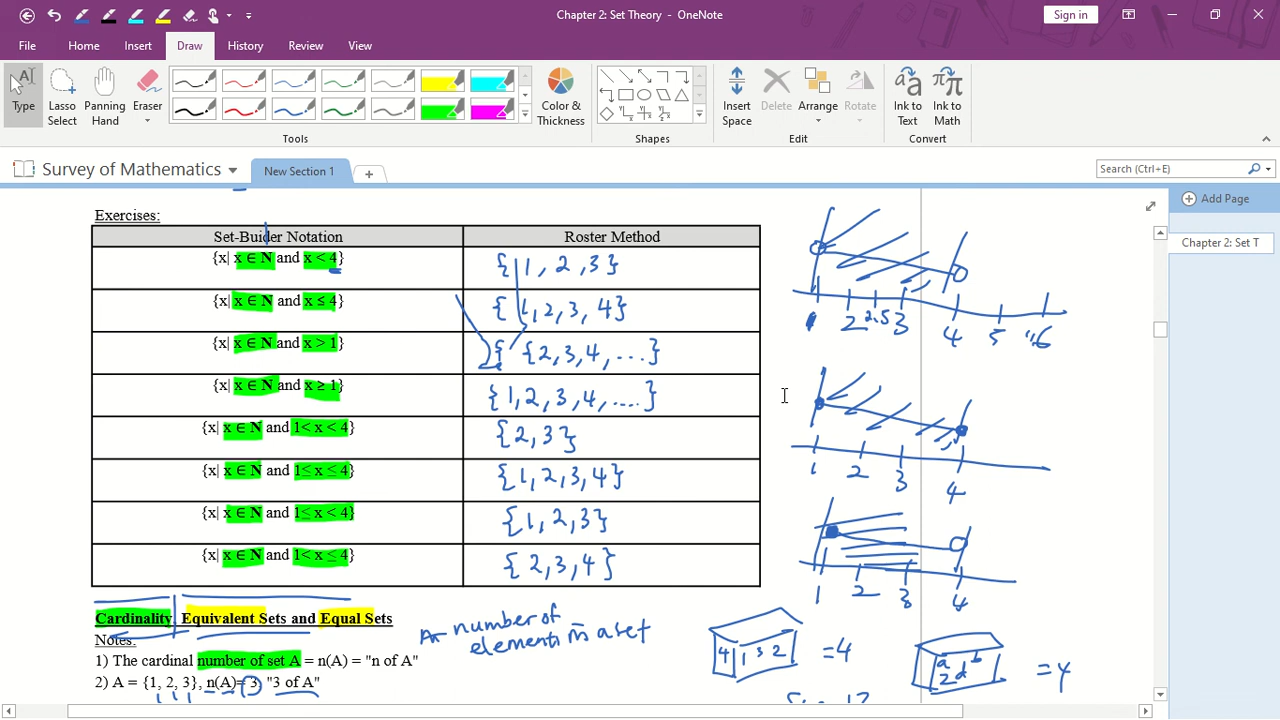 Chapter 2: Set Theory - OneNote
Sign in
File Home Insert Draw History Review View
Type
Lasso Select
Panning Hand
Eraser
Color & Thickness
Insert Space
Delete
Arrange
Rotate
Ink to Text
Ink to Math
Tools
Shapes
Edit
Convert
Survey of Mathematics
New Section 1
Search (Ctrl+E)
Add Page
Chapter 2: Set T
Exercises:
Set-Buider Notation Roster Method
{x| x ∈ N and x < 4} {1, 2, 3}
{x| x ∈ N and x ≤ 4} {1, 2, 3, 4}
{x| x ∈ N and x > 1} { {2, 3, 4, ...}
{x| x ∈ N and x ≥ 1} {1, 2, 3, 4, ....}
{x| x ∈ N and 1< x < 4} {2, 3}
{x| x ∈ N and 1≤ x ≤ 4} {1, 2, 3, 4}
{x| x ∈ N and 1≤ x < 4} {1, 2, 3}
{x| x ∈ N and 1< x ≤ 4} {2, 3, 4}
2 2.5 3 4 5 6
1 2 3 4
1 2 3 4
Cardinality, Equivalent Sets and Equal Sets
number of
elements in a set
Notes:
1) The cardinal number of set A = n(A) = "n of A"
2) A = {1, 2, 3}, n(A)= 3, "3 of A"
4 1 3 2 = 4
a b 2 d = 4